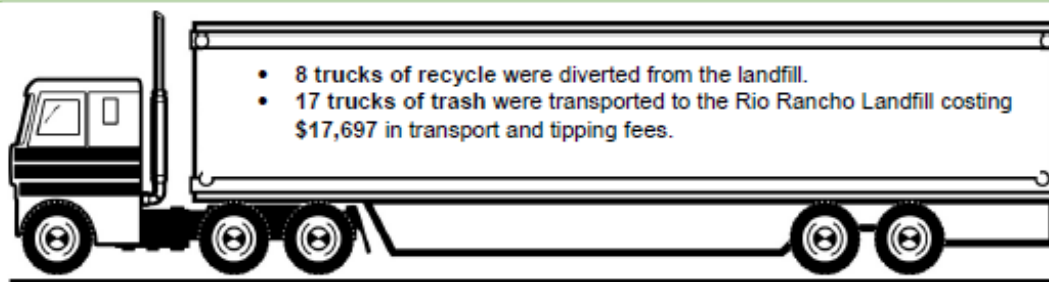 • 8 trucks of recycle were diverted from the landfill.
• 17 trucks of trash were transported to the Rio Rancho Landfill costing
$17,697 in transport and tipping fees.